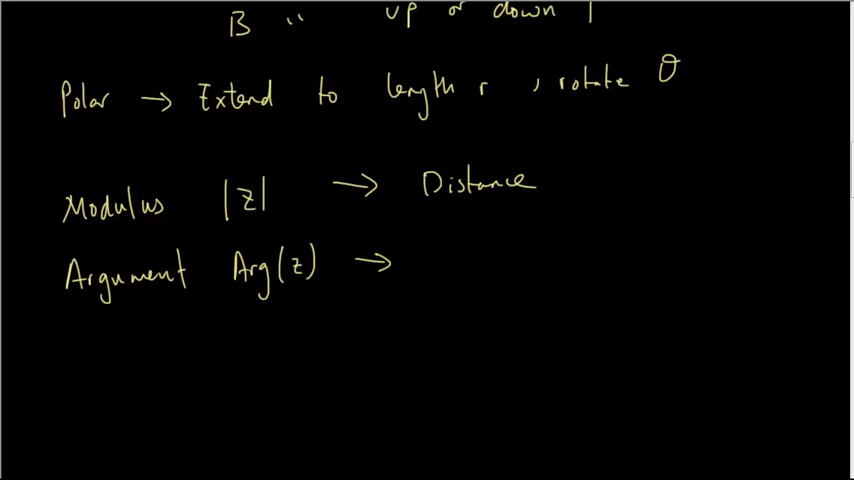 B " up or down
Polar → Extend to length r , rotate θ
Modulus |z| → Distance
Argument Arg(z) →